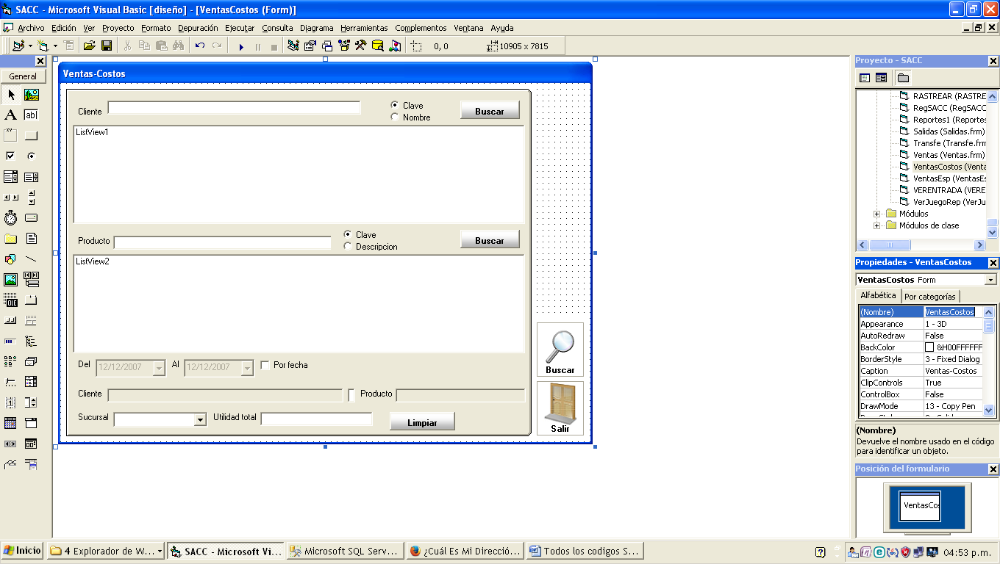 SACC - Microsoft Visual Basic [diseño] - [VentasCostos (Form)]
Archivo Edición Ver Proyecto Formato Depuración Ejecutar Consulta Diagrama Herramientas Complementos Ventana Ayuda
0, 0 10905 x 7815
General
A ab
xy
OLE
Ventas-Costos
Cliente
Clave
Nombre
Buscar
ListView1
Producto
Clave
Descripcion
Buscar
ListView2
Del 12/12/2007 Al 12/12/2007 Por fecha
Cliente Producto
Sucursal Utilidad total Limpiar
Buscar
Salir
Proyecto - SACC
RASTREAR (RASTRE
RegSACC (RegSACC
Reportes1 (Reportes
Salidas (Salidas.frm)
Transfe (Transfe.frm
Ventas (Ventas.frm)
VentasCostos (Venta
VentasEsp (VentasEs
VERENTRADA (VERE
VerJuegoRep (VerJu
Módulos
Módulos de clase
Propiedades - VentasCostos
VentasCostos Form
Alfabética Por categorías
(Nombre) VentasCostos
Appearance 1 - 3D
AutoRedraw False
BackColor &H00FFFFFF
BorderStyle 3 - Fixed Dialog
Caption Ventas-Costos
ClipControls True
ControlBox False
DrawMode 13 - Copy Pen
(Nombre)
Devuelve el nombre usado en el código
para identificar un objeto.
Posición del formulario
VentasCos
Inicio
4 Explorador de W...
SACC - Microsoft Vi...
Microsoft SQL Serv...
¿Cuál Es Mi Direcció...
Todos los codigos S...
04:53 p.m.